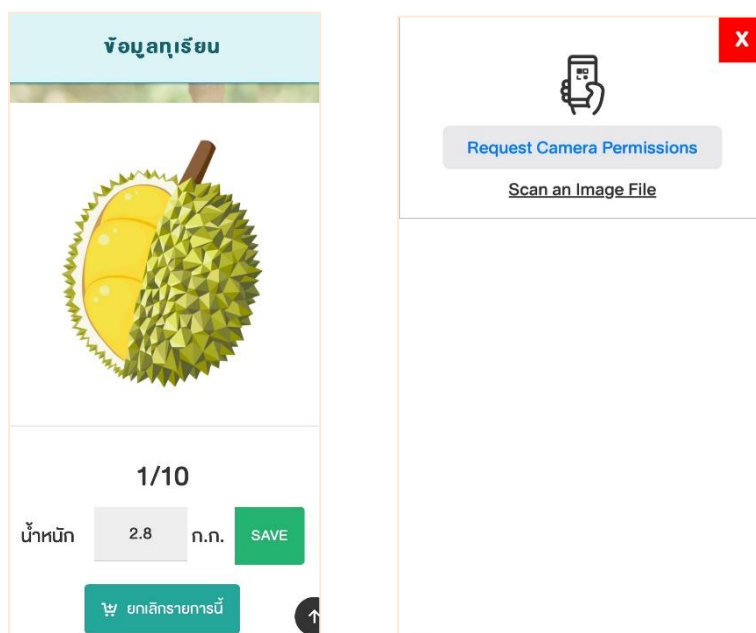 ข้อมูลทุเรียน
1/10
น้ำหนัก 2.8 ก.ก. SAVE
ยกเลิกรายการนี้
X
Request Camera Permissions
Scan an Image File